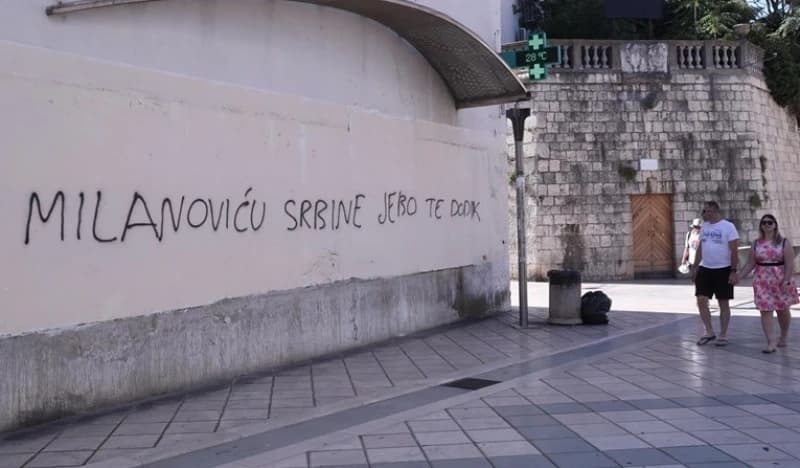 28°C
MILANOVIĆU SRBINE JEBO TE DODIK